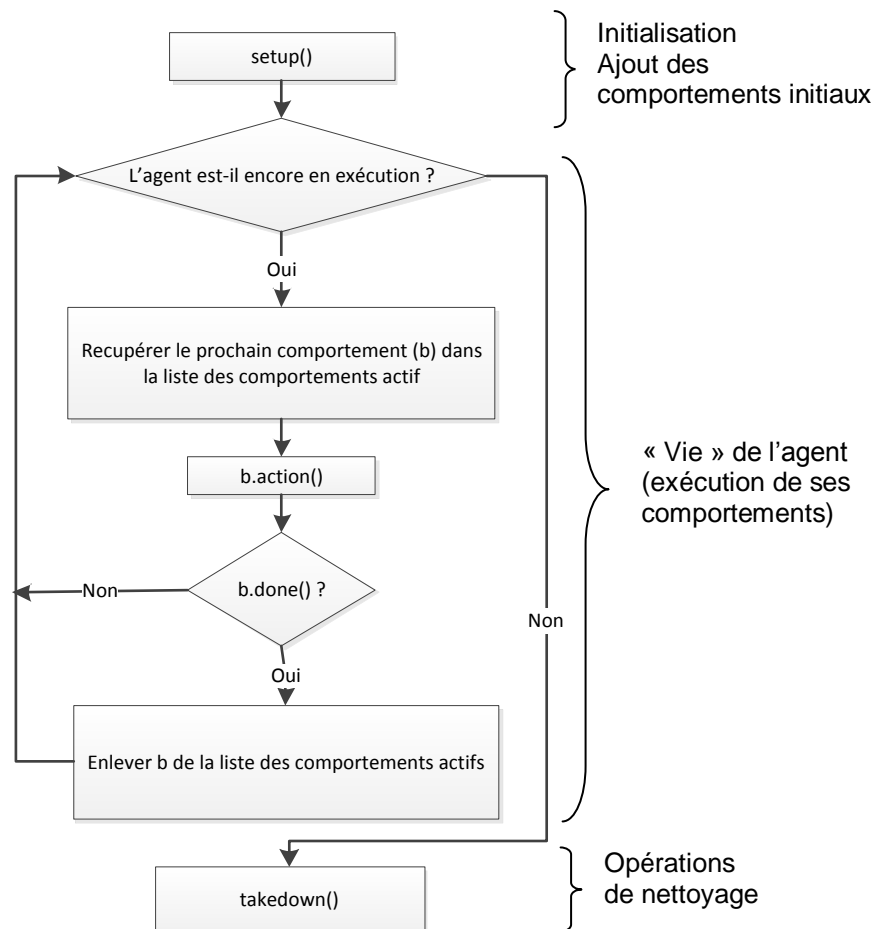 setup()
Initialisation
Ajout des
comportements initiaux
L’agent est-il encore en exécution ?
Oui
Recupérer le prochain comportement (b) dans
la liste des comportements actif
b.action()
« Vie » de l’agent
(exécution de ses
comportements)
Non
b.done() ?
Non
Oui
Enlever b de la liste des comportements actifs
Opérations
de nettoyage
takedown()